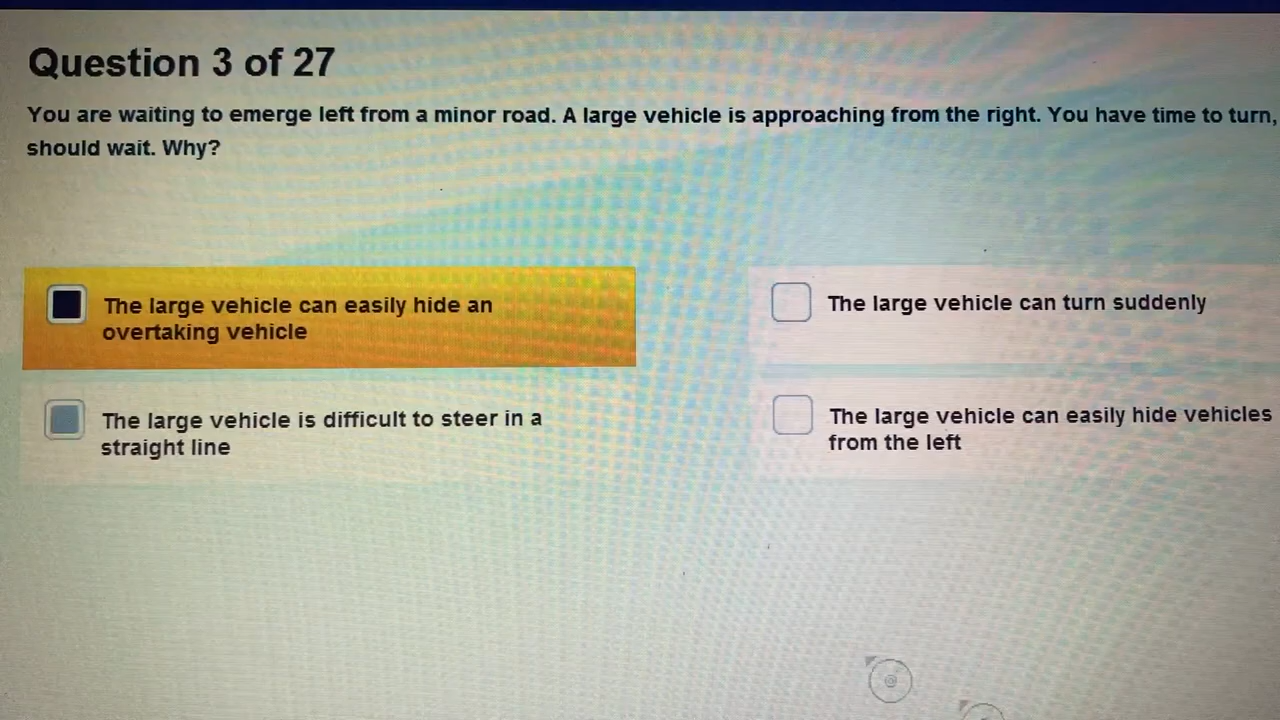 Question 3 of 27
You are waiting to emerge left from a minor road. A large vehicle is approaching from the right. You have time to turn,
should wait. Why?
The large vehicle can easily hide an
overtaking vehicle
The large vehicle can turn suddenly
The large vehicle is difficult to steer in a
straight line
The large vehicle can easily hide vehicles
from the left